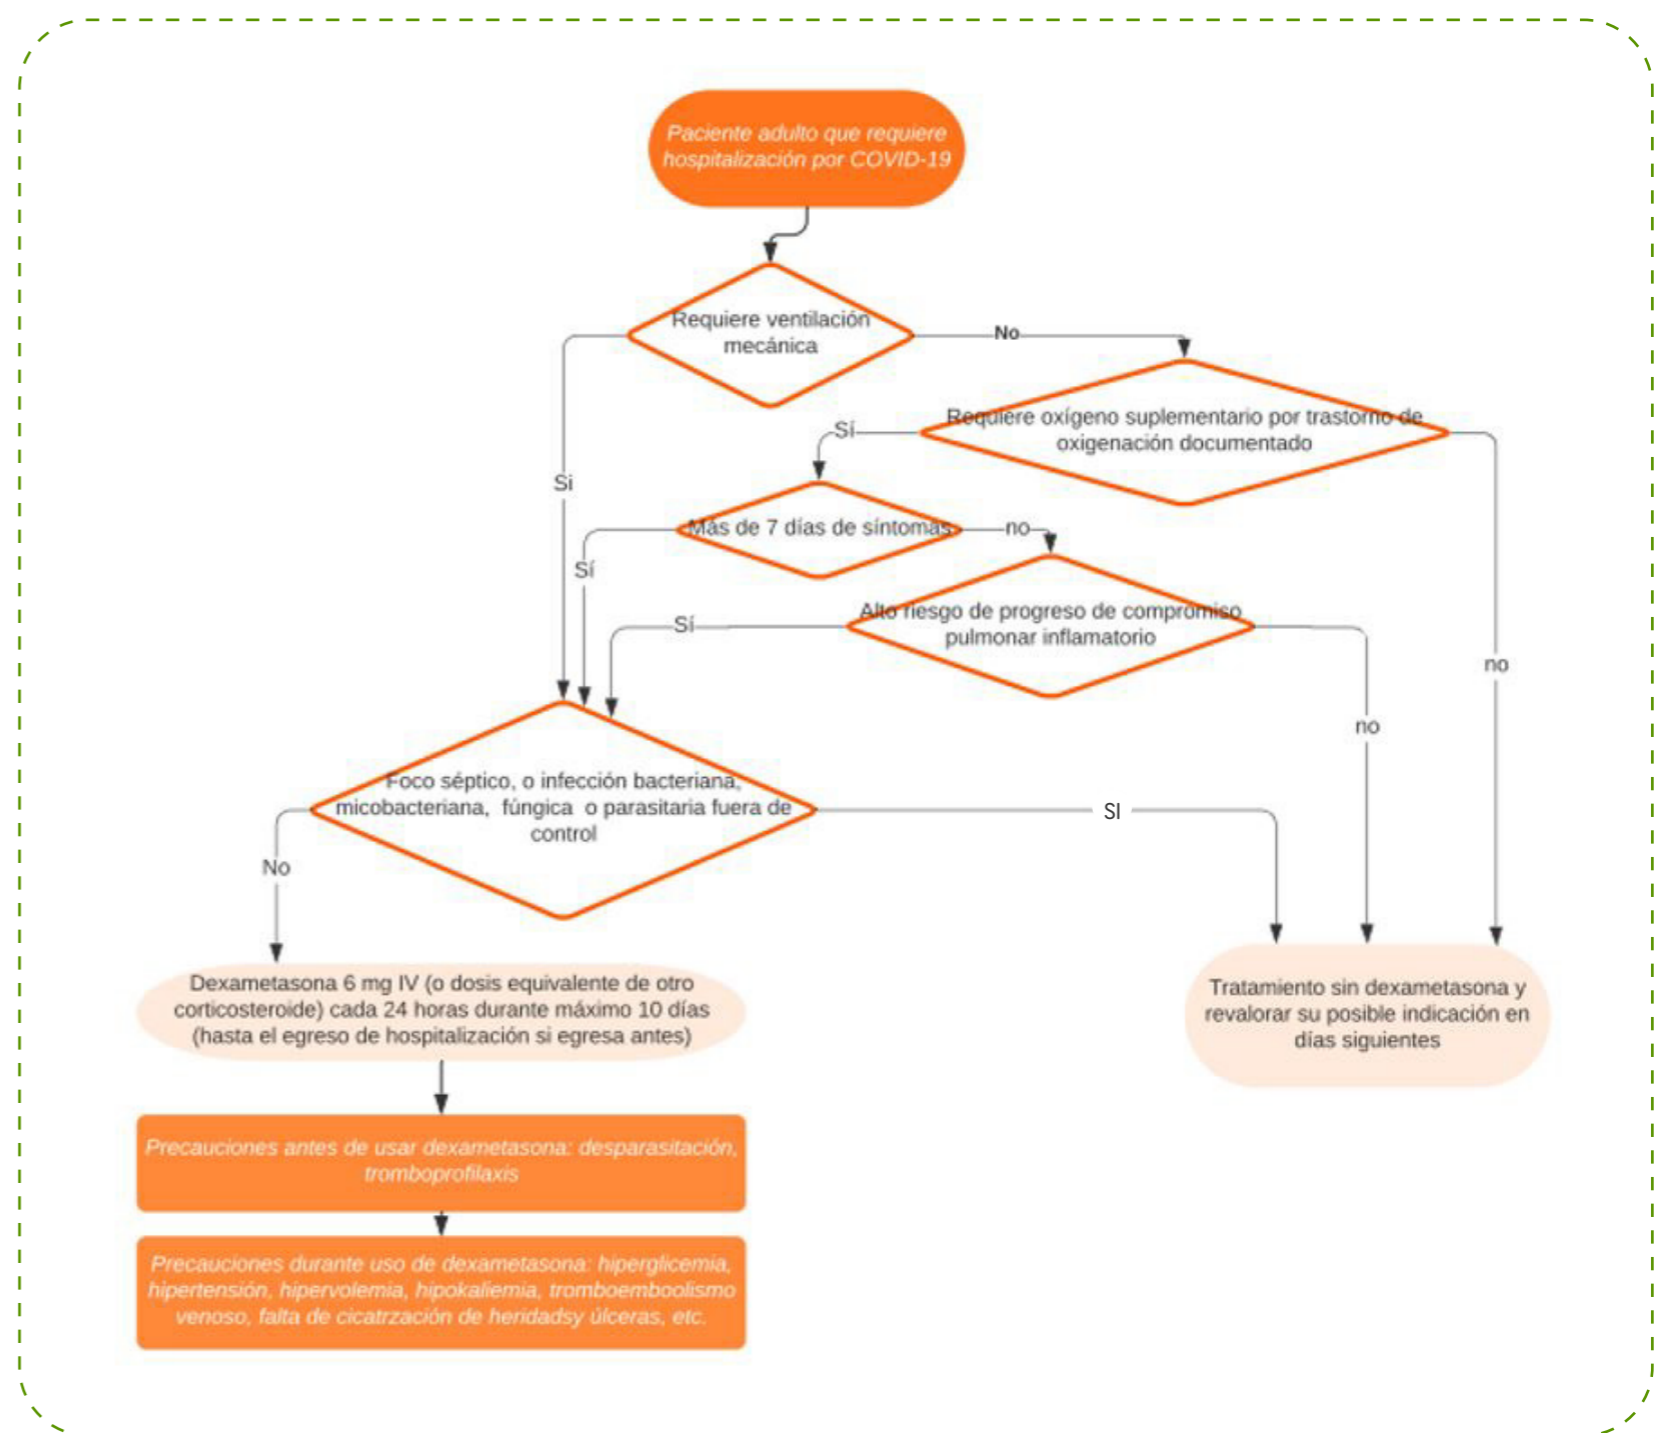 Paciente adulto que requiere
hospitalización por COVID-19
Requiere ventilación
mecánica
No
Requiere oxígeno suplementario por trastorno de
oxigenación documentado
Sí
Si
Más de 7 días de síntomas
no
Sí
Alto riesgo de progreso de compromiso
pulmonar inflamatorio
Sí
no
no
Foco séptico, o infección bacteriana,
micobacteriana, fúngica o parasitaria fuera de
control
SI
No
Dexametasona 6 mg IV (o dosis equivalente de otro
corticosteroide) cada 24 horas durante máximo 10 días
(hasta el egreso de hospitalización si egresa antes)
Tratamiento sin dexametasona y
revalorar su posible indicación en
días siguientes
Precauciones antes de usar dexametasona: desparasitación,
tromboprofilaxis
Precauciones durante uso de dexametasona: hiperglicemia,
hipertensión, hipervolemia, hipokaliemia, tromboemboolismo
venoso, falta de cicatrzación de heridadsy úlceras, etc.